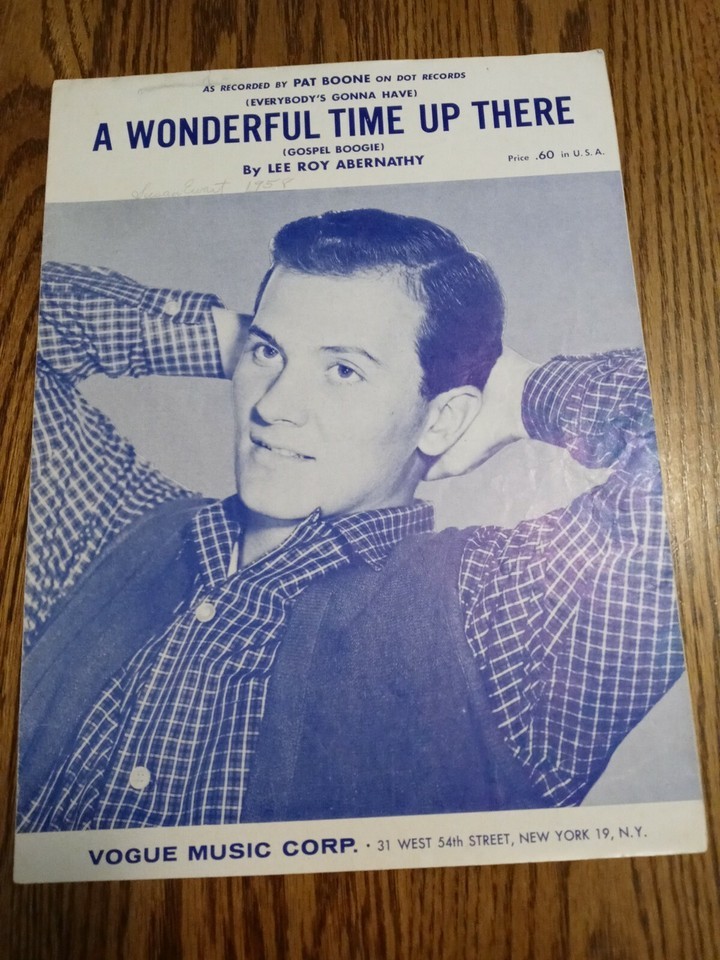 AS RECORDED BY PAT BOONE ON DOT RECORDS
(EVERYBODY'S GONNA HAVE)
A WONDERFUL TIME UP THERE
(GOSPEL BOOGIE)
By LEE ROY ABERNATHY
Price .60 in U. S. A.
1958
VOGUE MUSIC CORP. · 31 WEST 54th STREET, NEW YORK 19, N.Y.